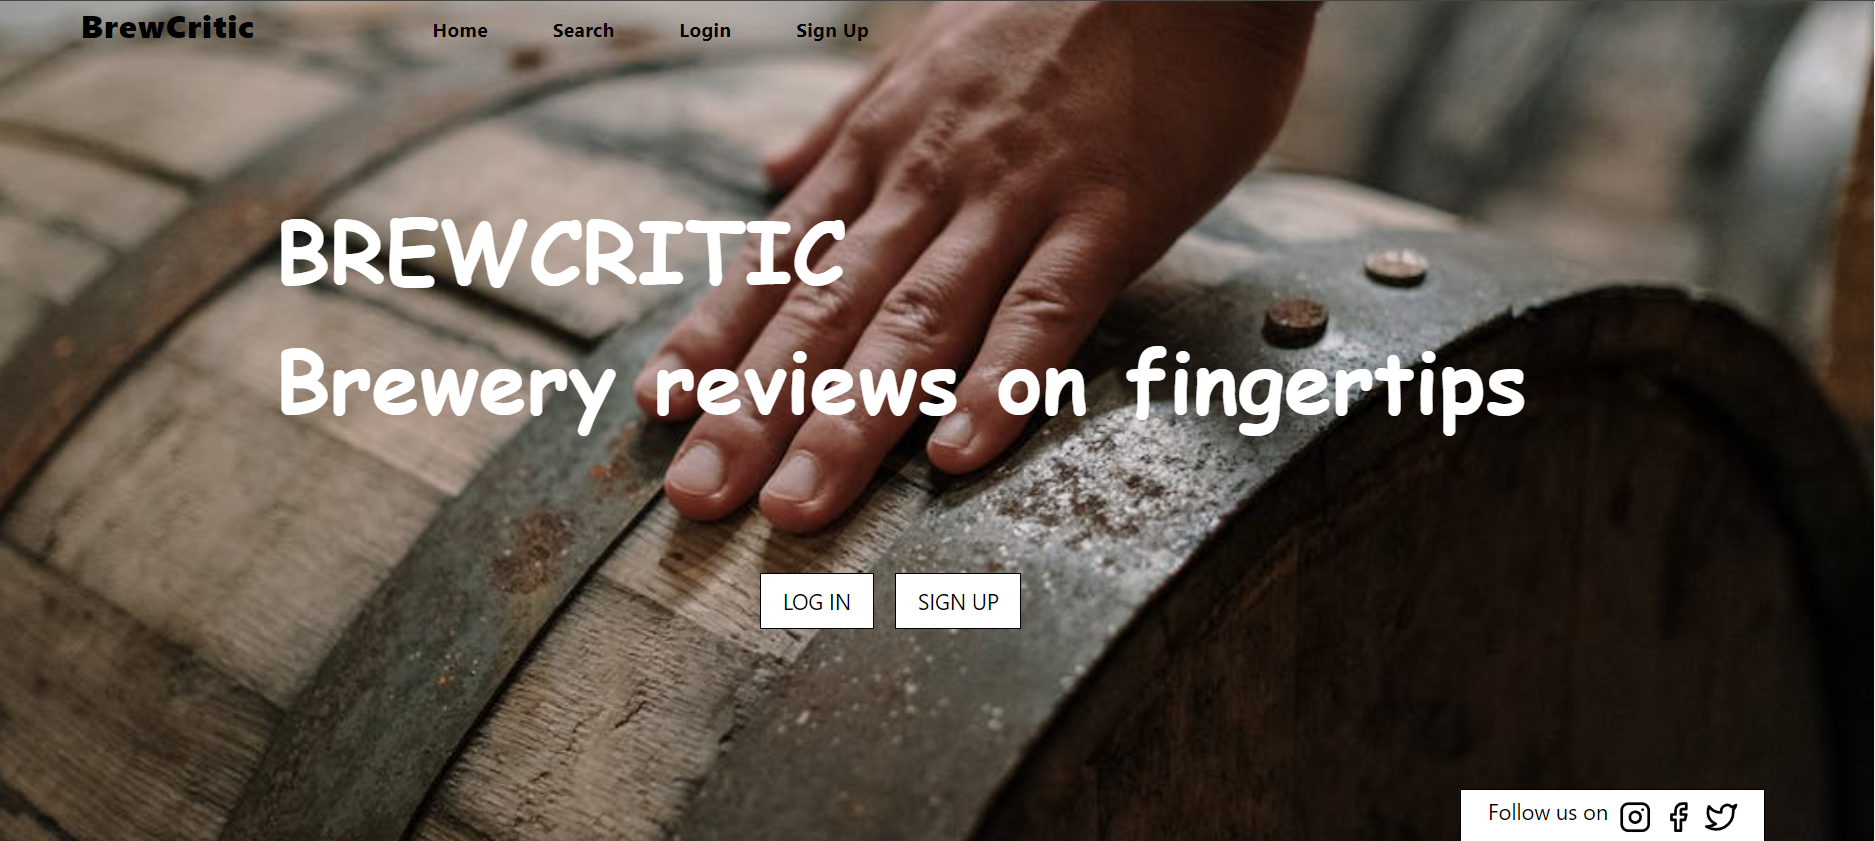 BrewCritic Home Search Login Sign Up
BREWCRITIC
Brewery reviews on fingertips
LOG IN SIGN UP
Follow us on